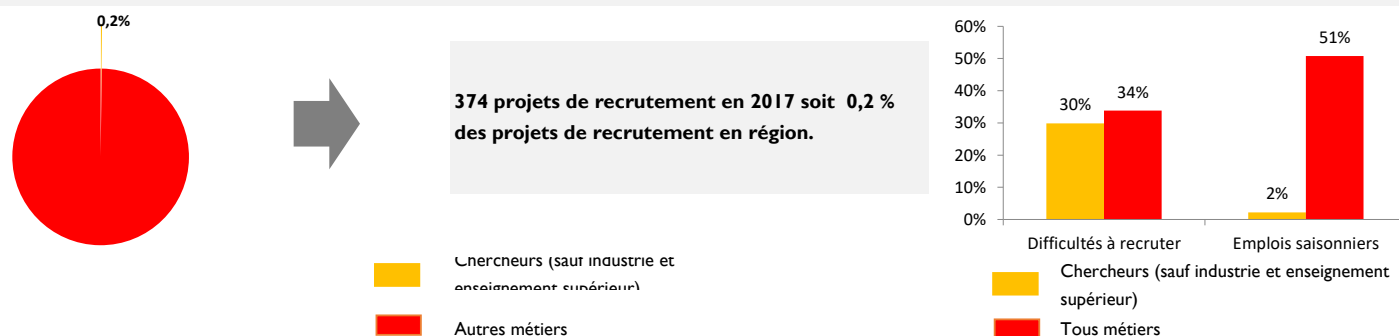 0,2%
374 projets de recrutement en 2017 soit 0,2 %
des projets de recrutement en région.
Chercheurs (sauf industrie et
enseignement supérieur)
Autres métiers
60%
50%
40%
30%
20%
10%
0%
30%
34%
2%
51%
Difficultés à recruter
Emplois saisonniers
Chercheurs (sauf industrie et enseignement
supérieur)
Tous métiers